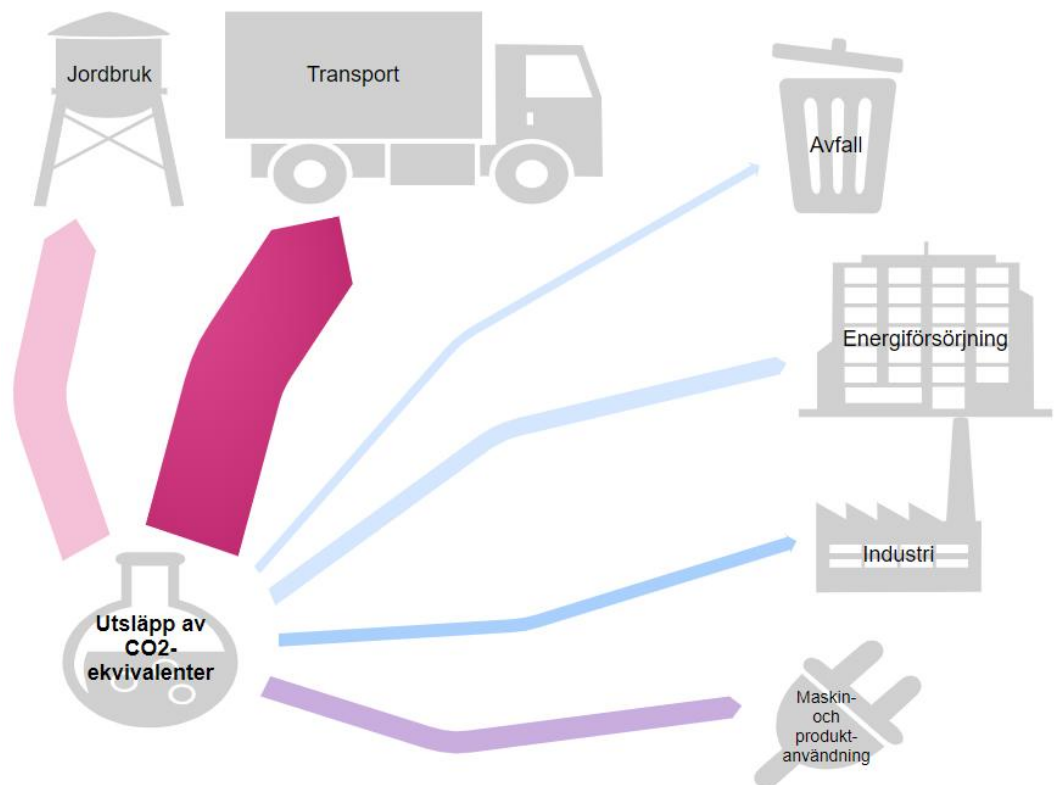 Jordbruk
Transport
Avfall
Energiförsörjning
Industri
Utsläpp av
CO2-
ekvivalenter
Maskin-
och
produkt-
användning